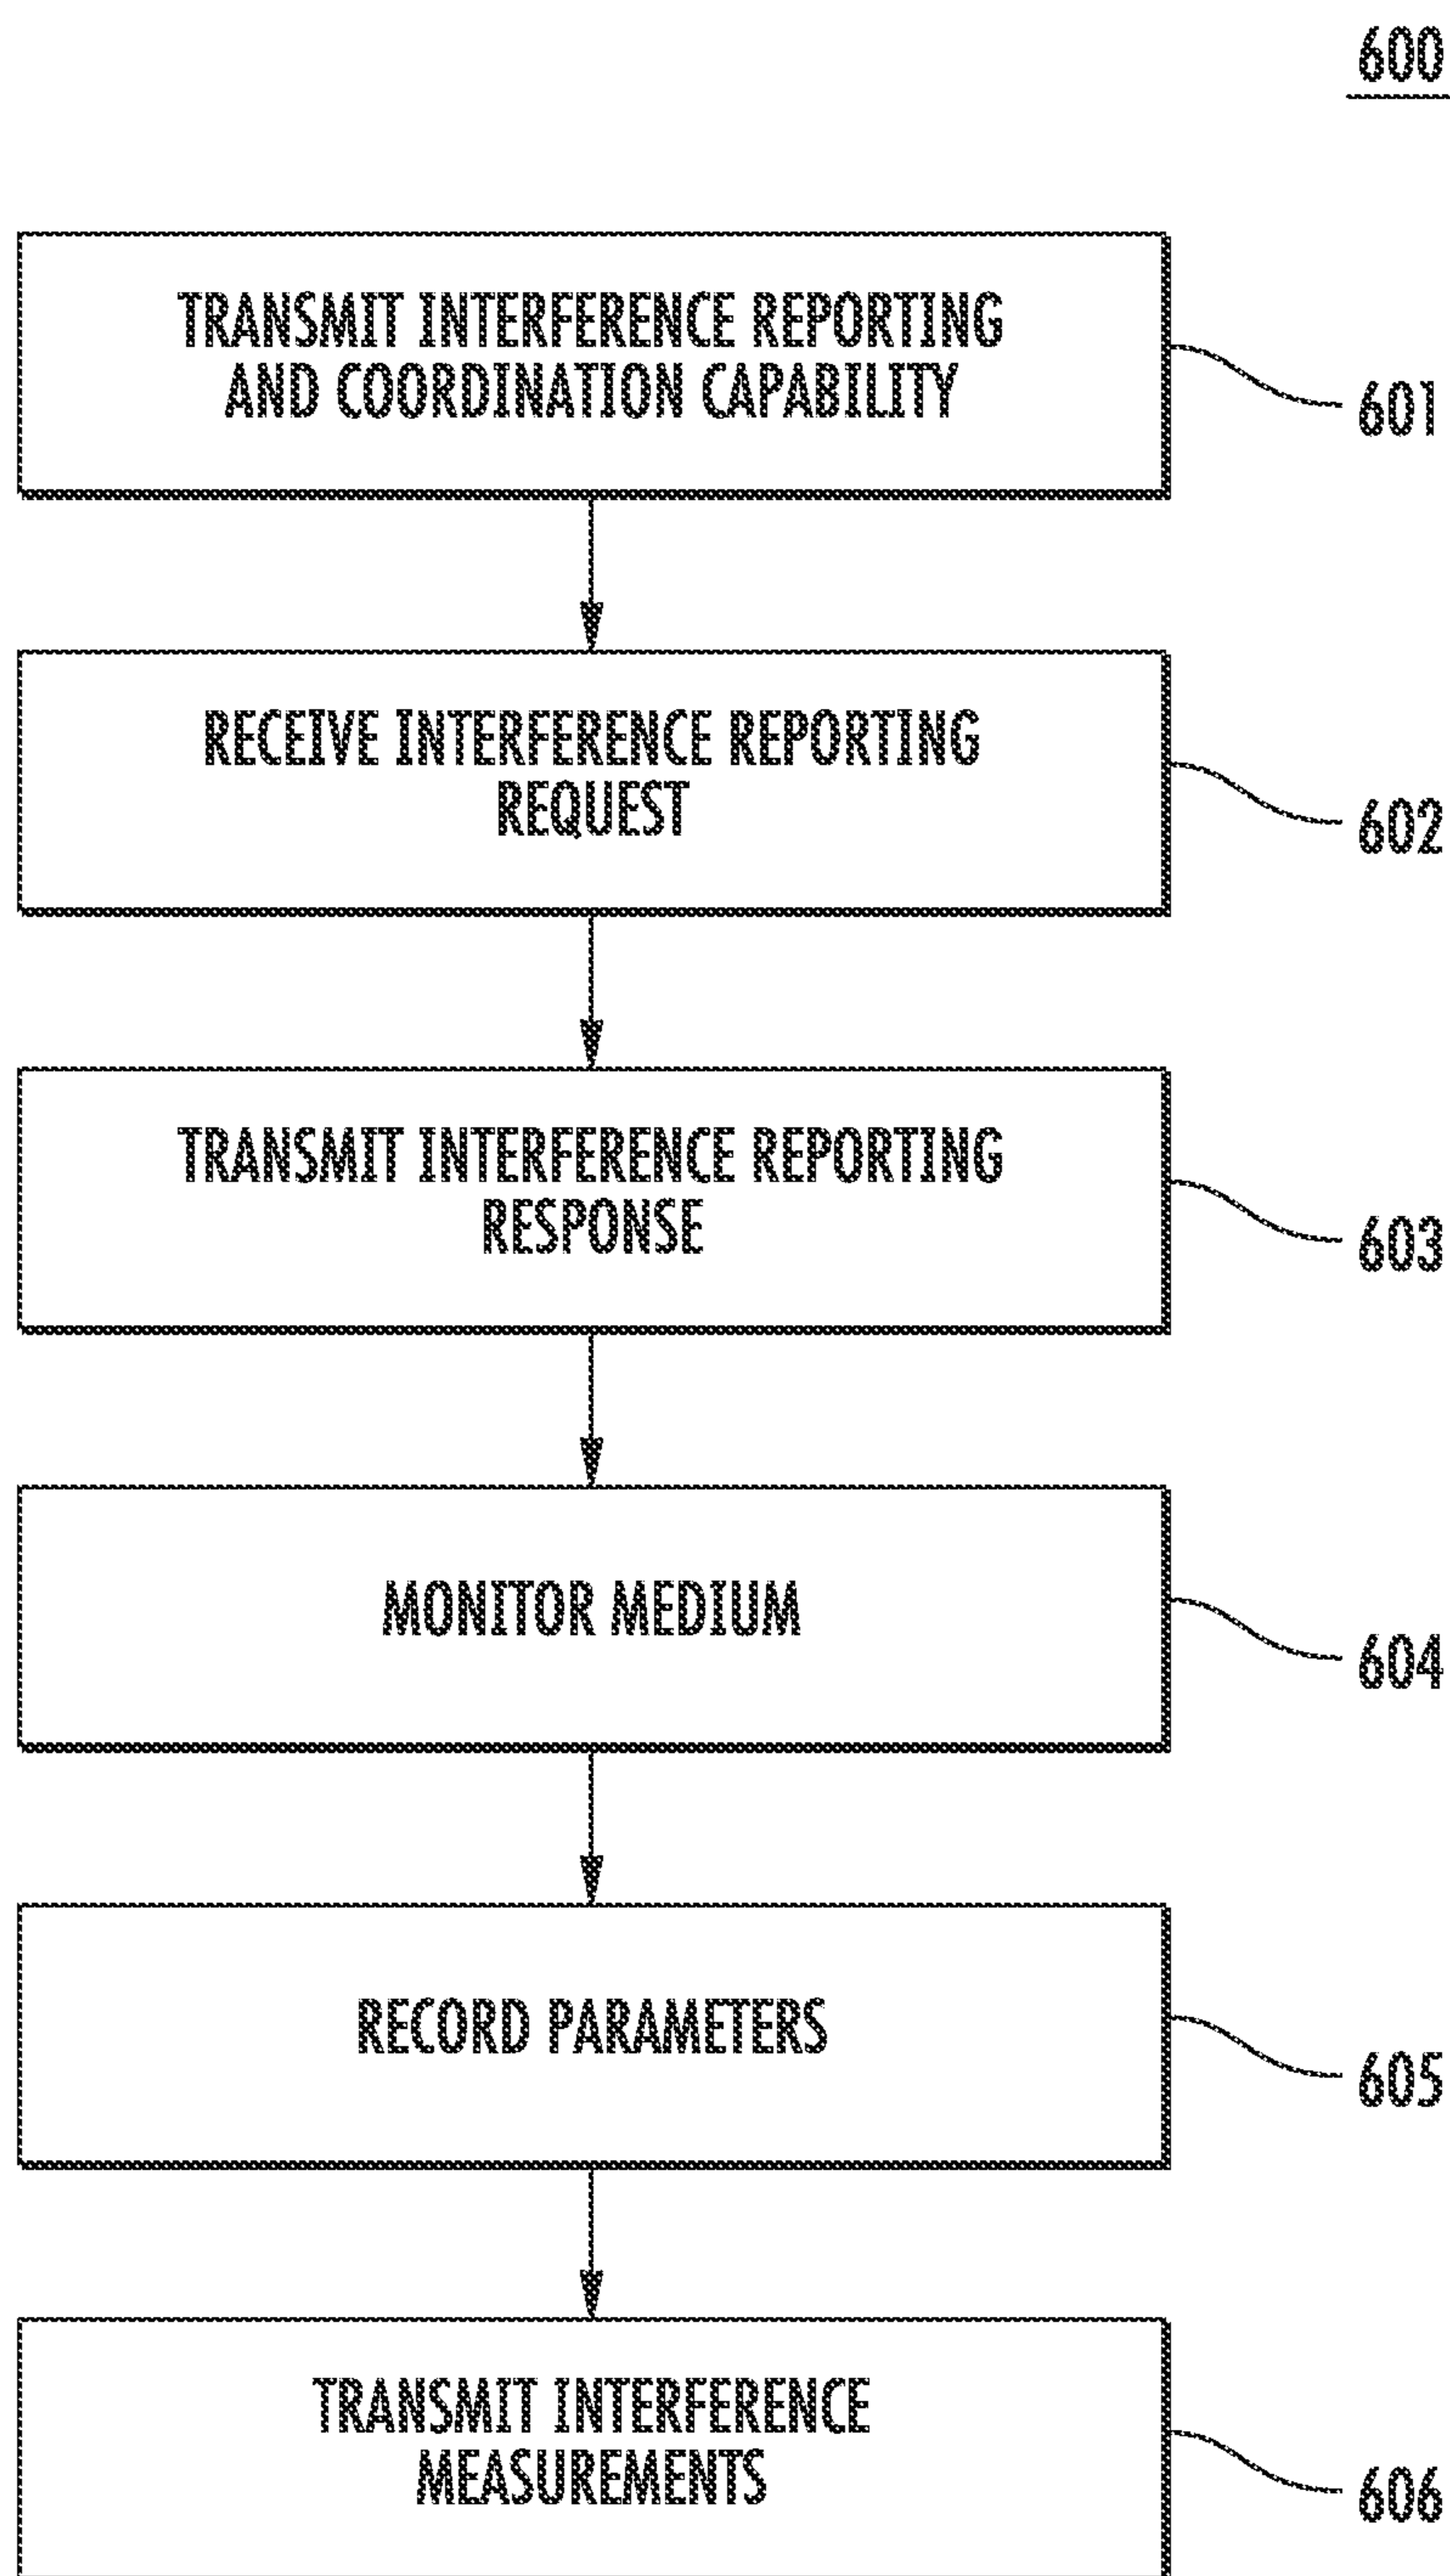 600
TRANSMIT INTERFERENCE REPORTING
AND COORDINATION CAPABILITY
601
RECEIVE INTERFERENCE REPORTING
REQUEST
602
TRANSMIT INTERFERENCE REPORTING
RESPONSE
603
MONITOR MEDIUM
604
RECORD PARAMETERS
605
TRANSMIT INTERFERENCE
MEASUREMENTS
606